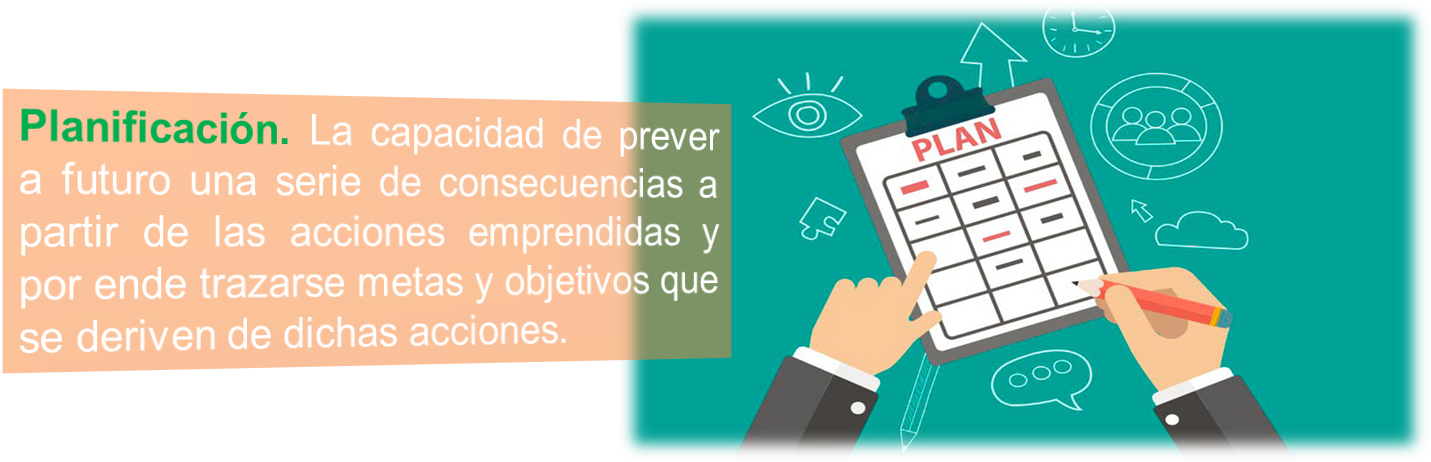 Planificación. La capacidad de prever
a futuro una serie de consecuencias a
partir de las acciones emprendidas y
por ende trazarse metas y objetivos que
se deriven de dichas acciones.
PLAN